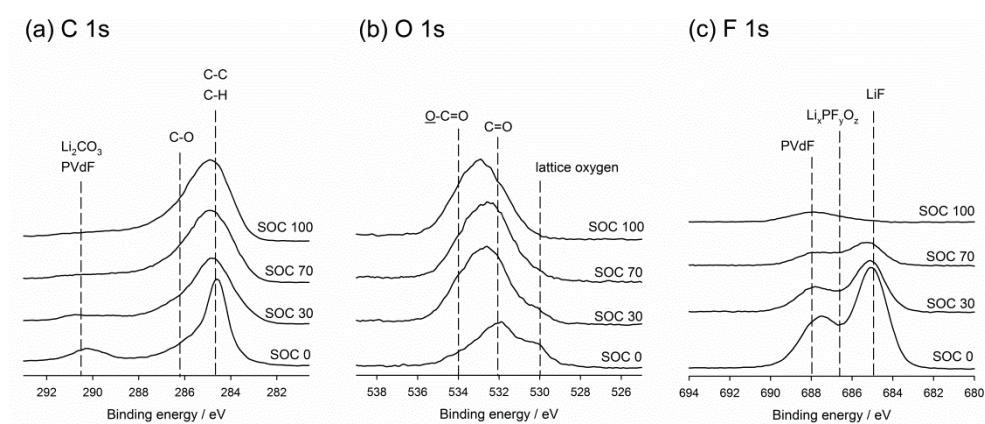 (a) C 1s
C-C
C-H
C-O
Li2CO3
PVdF
SOC 100
SOC 70
SOC 30
SOC 0
292 290 288 286 284 282
Binding energy / eV
(b) O 1s
O-C=O
C=O
lattice oxygen
SOC 100
SOC 70
SOC 30
SOC 0
538 536 534 532 530 528 526
Binding energy / eV
(c) F 1s
LiF
LixPFyOz
PVdF
SOC 100
SOC 70
SOC 30
SOC 0
694 692 690 688 686 684 682 680
Binding energy / eV